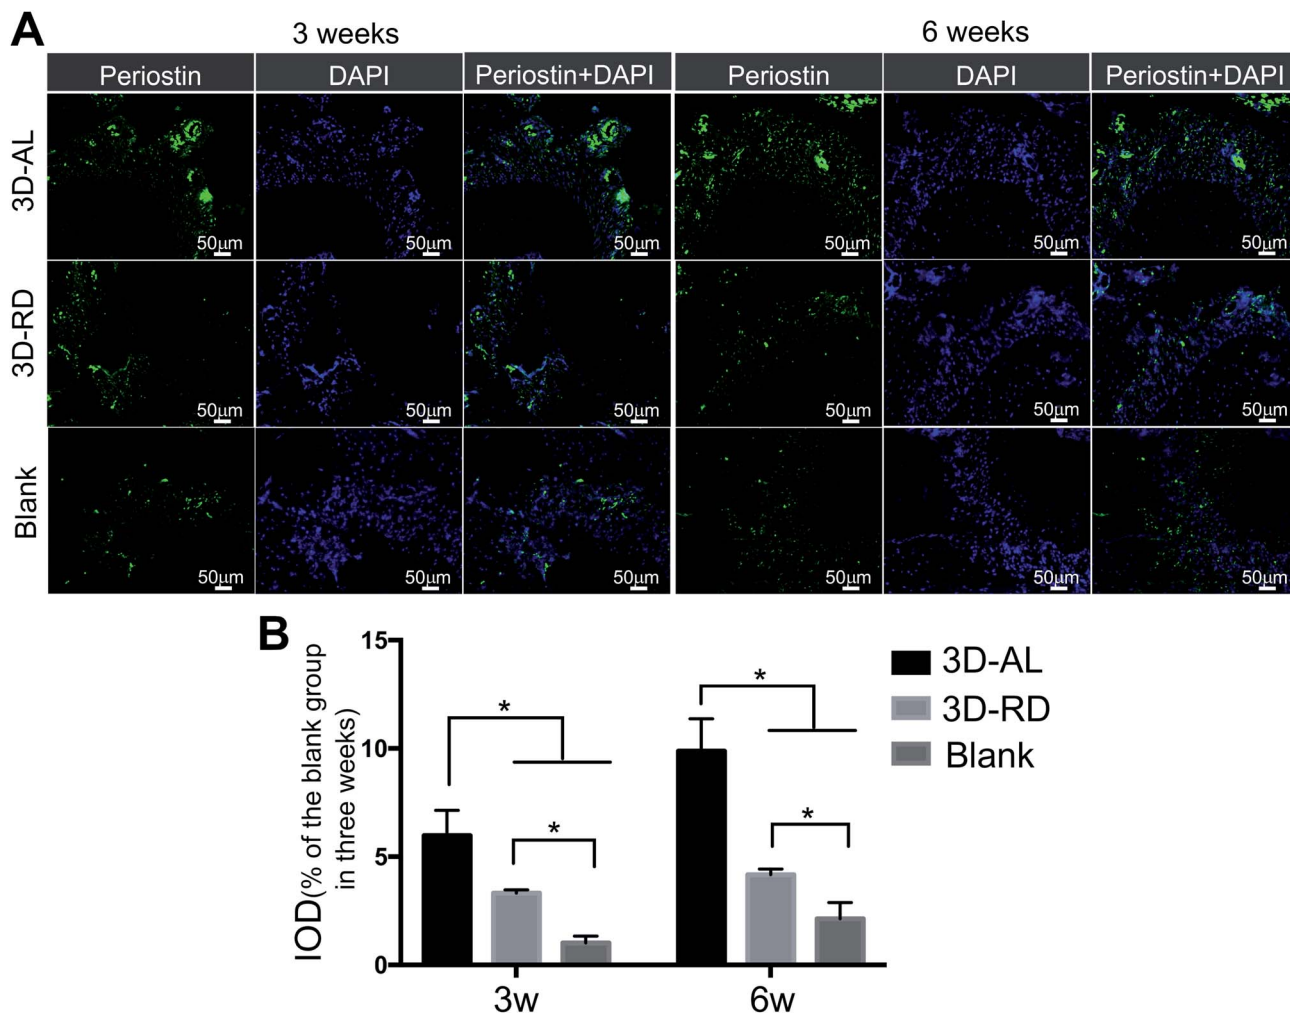 A
3 weeks 6 weeks
Periostin DAPI Periostin+DAPI Periostin DAPI Periostin+DAPI
3D-AL
50μm 50μm 50μm 50μm 50μm 50μm
3D-RD
50μm 50μm 50μm 50μm 50μm 50μm
Blank
50μm 50μm 50μm 50μm 50μm 50μm
B
IOD(% of the blank group
in three weeks)
15
10
5
0
* * * *
3w 6w
3D-AL
3D-RD
Blank